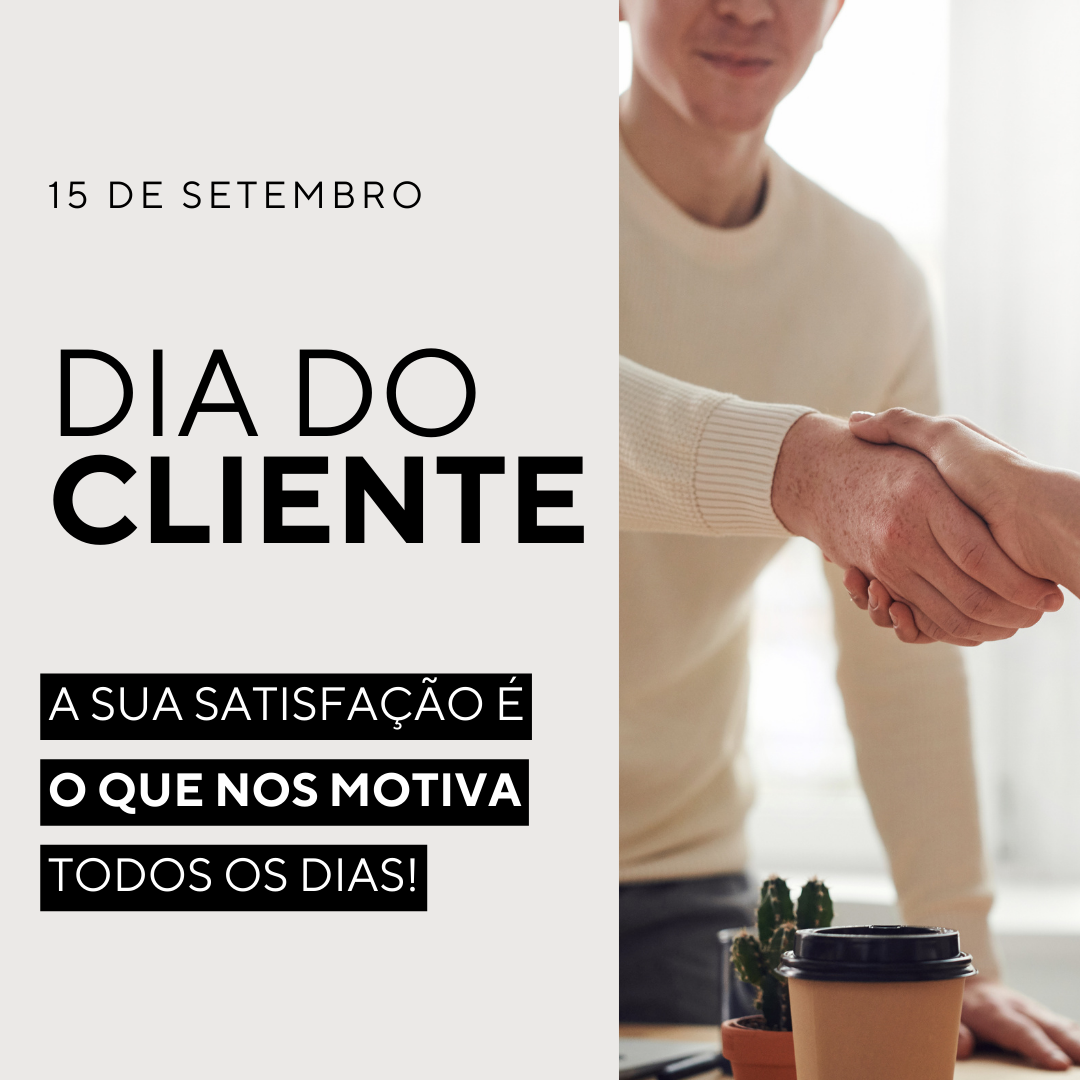 15 DE SETEMBRO
DIA DO
CLIENTE
A SUA SATISFAÇÃO É
O QUE NOS MOTIVA
TODOS OS DIAS!